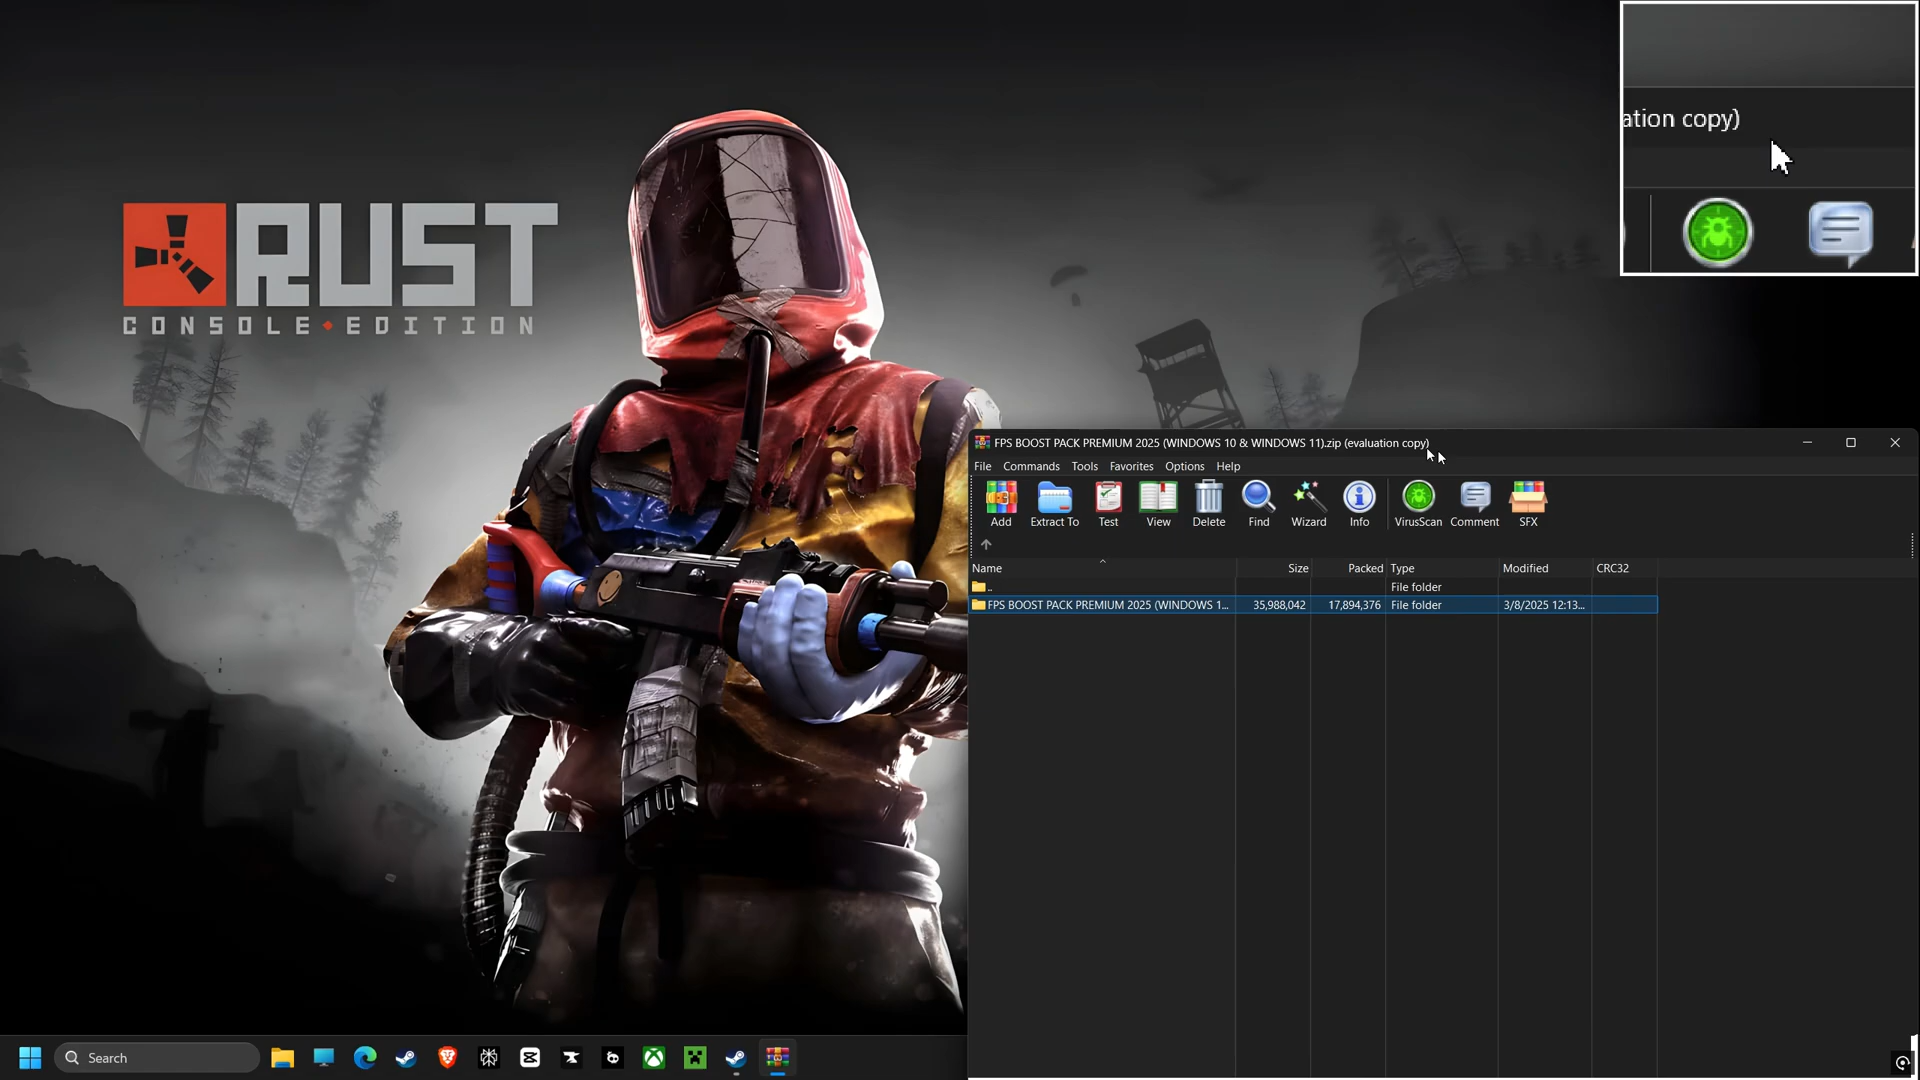 RUST
CONSOLE EDITION
ation copy)
FPS BOOST PACK PREMIUM 2025 (WINDOWS 10 & WINDOWS 11).zip (evaluation copy)
File Commands Tools Favorites Options Help
Add Extract To Test View Delete Find Wizard Info VirusScan Comment SFX
Name Size Packed Type Modified CRC32
.. File folder
FPS BOOST PACK PREMIUM 2025 (WINDOWS 1... 35,988,042 17,894,376 File folder 3/8/2025 12:13...
Search